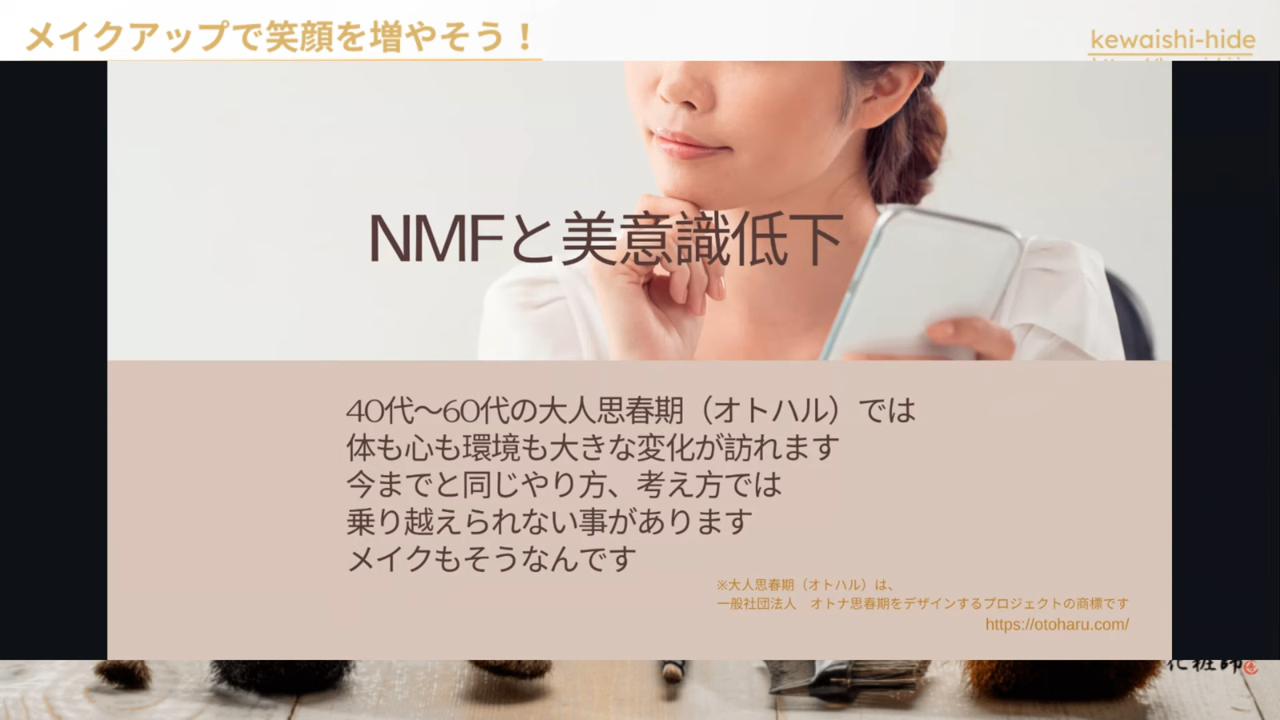 メイクアップで笑顔を増やそう！
kewaishi-hide
NMFと美意識低下
40代〜60代の大人思春期（オトハル）では
体も心も環境も大きな変化が訪れます
今までと同じやり方、考え方では
乗り越えられない事があります
メイクもそうなんです
※大人思春期（オトハル）は、
一般社団法人　オトナ思春期をデザインするプロジェクトの商標です
https://otoharu.com/
化粧師